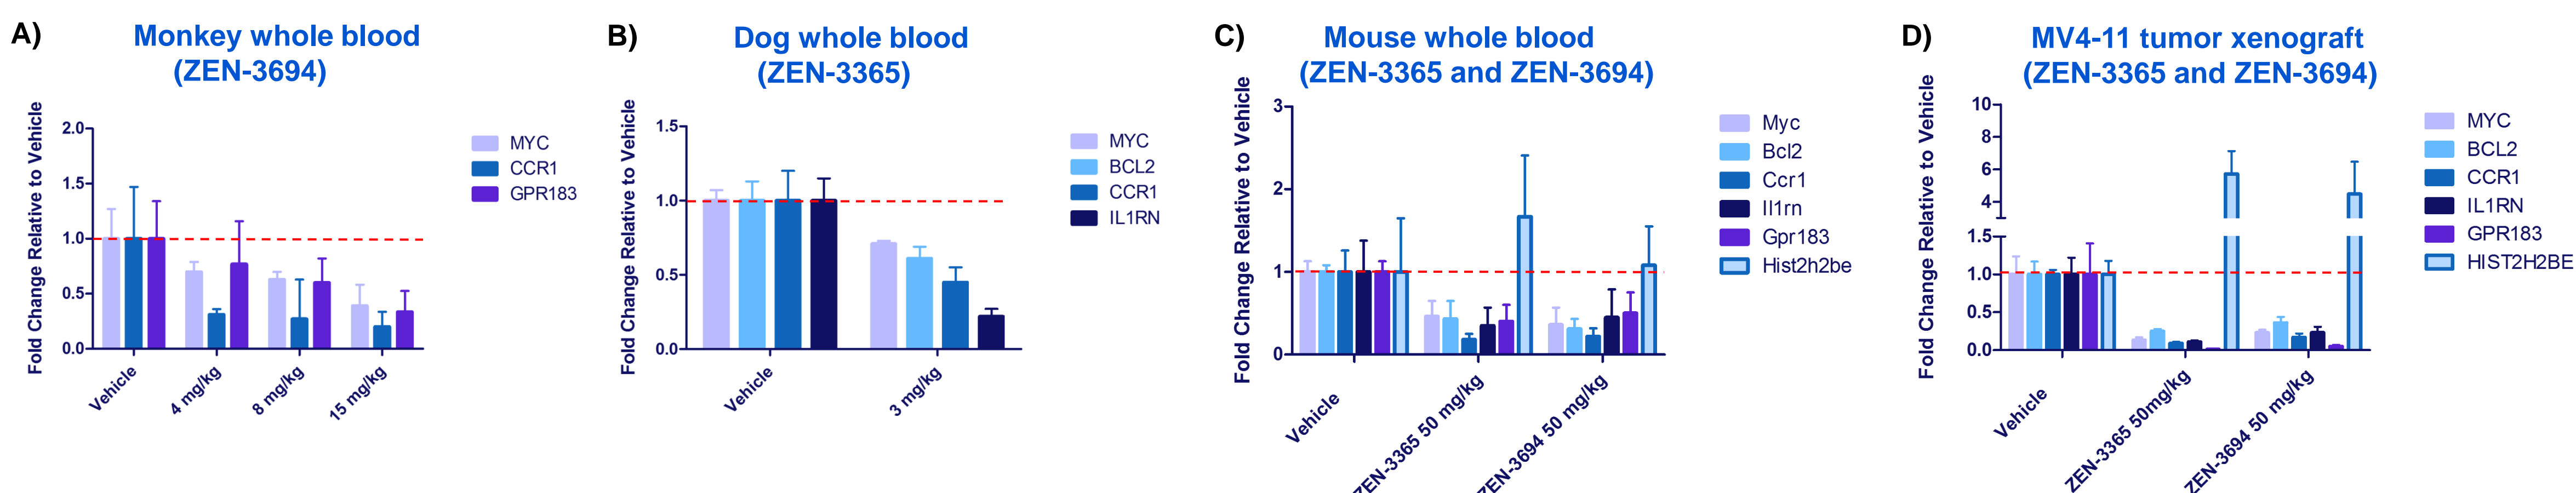 A)
Monkey whole blood
(ZEN-3694)
Fold Change Relative to Vehicle
2.0
1.5
1.0
0.5
0.0
Vehicle
4 mg/kg
8 mg/kg
15 mg/kg
MYC
CCR1
GPR183
B)
Dog whole blood
(ZEN-3365)
Fold Change Relative to Vehicle
1.5
1.0
0.5
0.0
Vehicle
3 mg/kg
MYC
BCL2
CCR1
IL1RN
C)
Mouse whole blood
(ZEN-3365 and ZEN-3694)
Fold Change Relative to Vehicle
3
2
1
0
Vehicle
ZEN-3365 50 mg/kg
ZEN-3694 50 mg/kg
Myc
Bcl2
Ccr1
Il1rn
Gpr183
Hist2h2be
D)
MV4-11 tumor xenograft
(ZEN-3365 and ZEN-3694)
Fold Change Relative to Vehicle
10
8
6
4
1.5
1.0
0.5
0.0
Vehicle
ZEN-3365 50mg/kg
ZEN-3694 50 mg/kg
MYC
BCL2
CCR1
IL1RN
GPR183
HIST2H2BE